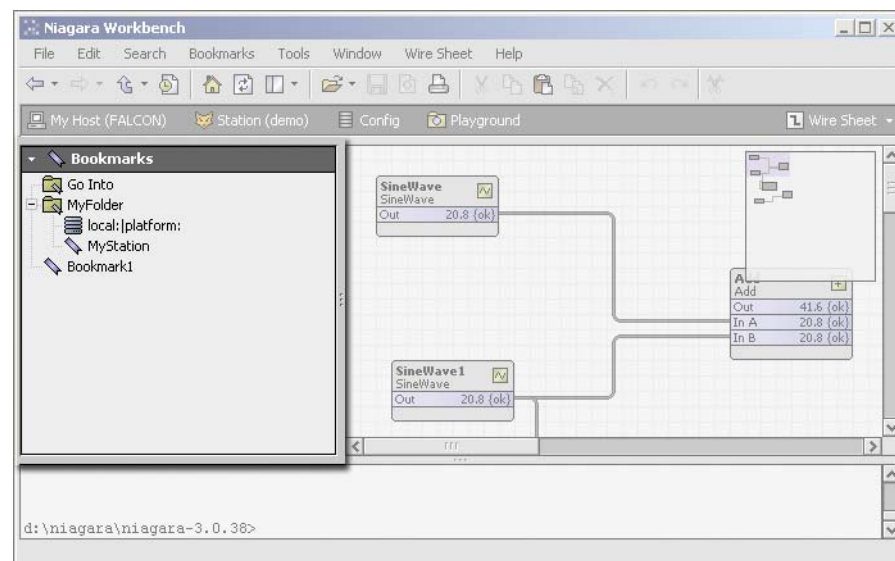 Niagara Workbench
File Edit Search Bookmarks Tools Window Wire Sheet Help
My Host (FALCON) Station (demo) Config Playground Wire Sheet
Bookmarks
Go Into
MyFolder
local:|platform:
MyStation
Bookmark1
SineWave
SineWave
Out 20.8 {ok}
SineWave1
SineWave
Out 20.8 {ok}
Add
Add
Out 41.6 {ok}
In A 20.8 {ok}
In B 20.8 {ok}
d:\niagara\niagara-3.0.38>